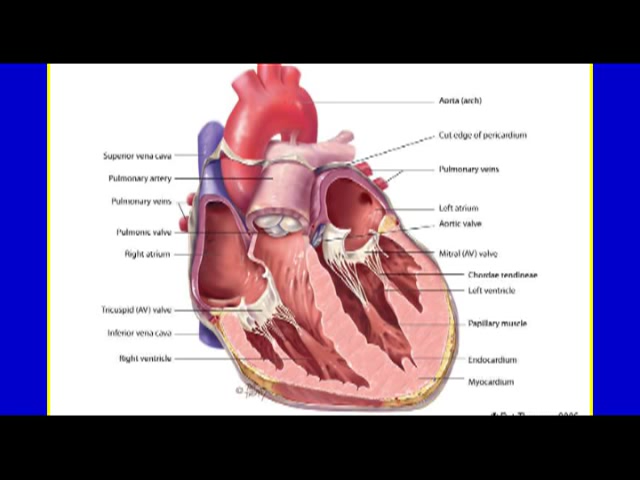 Aorta (arch)
Cut edge of pericardium
Superior vena cava
Pulmonary veins
Pulmonary artery
Pulmonary veins
Left atrium
Aortic valve
Pulmonic valve
Right atrium
Mitral (AV) valve
Chordae tendineae
Left ventricle
Tricuspid (AV) valve
Papillary muscle
Inferior vena cava
Right ventricle
Endocardium
Myocardium
©